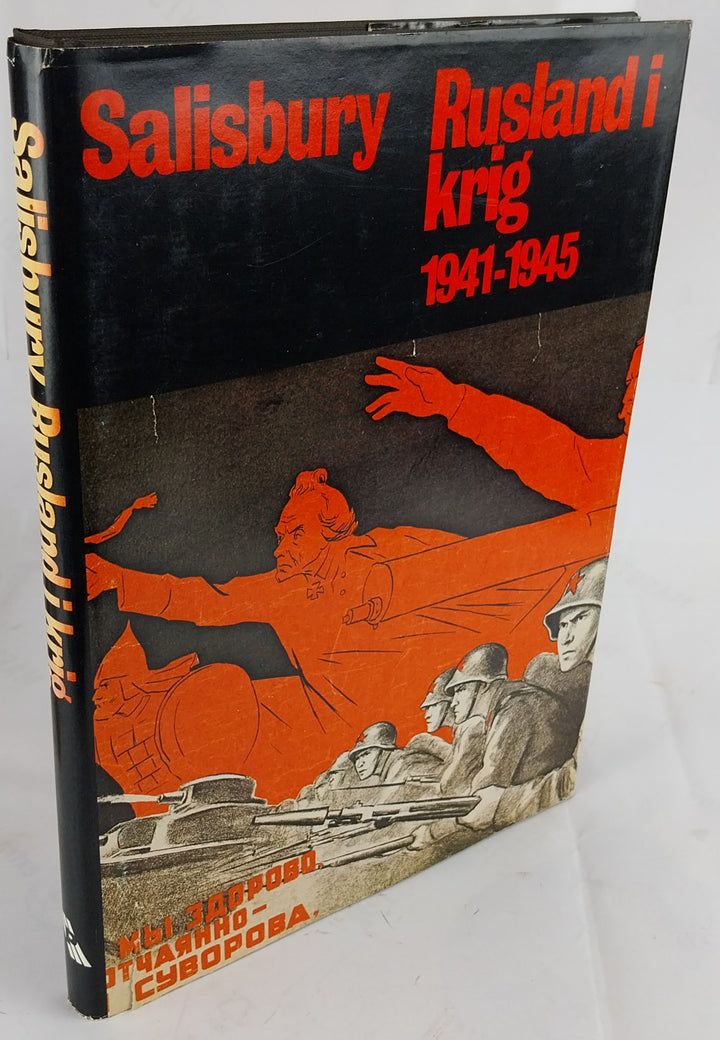 Salisbury Rusland i
krig
1941-1945
Salisbury Rusland i krig
КЫ ЗДОРОВО,
ОТЧАЯННО-
СУВОРОВА,